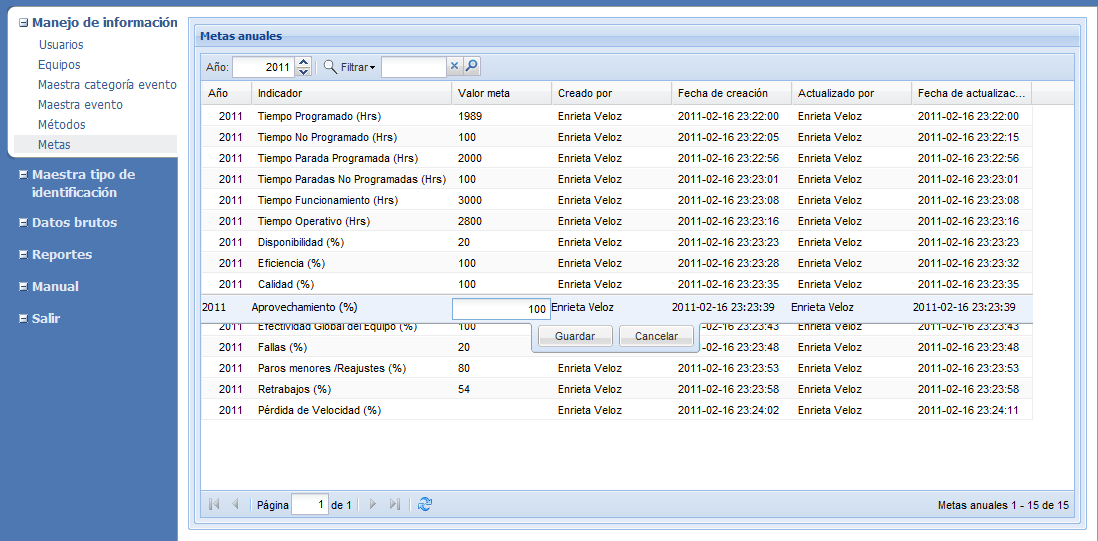 Manejo de información
Usuarios
Equipos
Maestra categoría evento
Maestra evento
Métodos
Metas
Maestra tipo de
identificación
Datos brutos
Reportes
Manual
Salir
Metas anuales
Año: 2011 Filtrar
Año Indicador Valor meta Creado por Fecha de creación Actualizado por Fecha de actualizac...
2011 Tiempo Programado (Hrs) 1989 Enrieta Veloz 2011-02-16 23:22:00 Enrieta Veloz 2011-02-16 23:22:00
2011 Tiempo No Programado (Hrs) 100 Enrieta Veloz 2011-02-16 23:22:05 Enrieta Veloz 2011-02-16 23:22:15
2011 Tiempo Parada Programada (Hrs) 2000 Enrieta Veloz 2011-02-16 23:22:56 Enrieta Veloz 2011-02-16 23:22:56
2011 Tiempo Paradas No Programadas (Hrs) 100 Enrieta Veloz 2011-02-16 23:23:01 Enrieta Veloz 2011-02-16 23:23:01
2011 Tiempo Funcionamiento (Hrs) 3000 Enrieta Veloz 2011-02-16 23:23:08 Enrieta Veloz 2011-02-16 23:23:08
2011 Tiempo Operativo (Hrs) 2800 Enrieta Veloz 2011-02-16 23:23:16 Enrieta Veloz 2011-02-16 23:23:16
2011 Disponibilidad (%) 20 Enrieta Veloz 2011-02-16 23:23:23 Enrieta Veloz 2011-02-16 23:23:23
2011 Eficiencia (%) 100 Enrieta Veloz 2011-02-16 23:23:28 Enrieta Veloz 2011-02-16 23:23:32
2011 Calidad (%) 100 Enrieta Veloz 2011-02-16 23:23:35 Enrieta Veloz 2011-02-16 23:23:35
2011 Aprovechamiento (%) 100 Enrieta Veloz 2011-02-16 23:23:39 Enrieta Veloz 2011-02-16 23:23:39
2011 Efectividad Global del Equipo (%) 100 -02-16 23:23:43 Enrieta Veloz 2011-02-16 23:23:43
Guardar Cancelar
2011 Fallas (%) 20 -02-16 23:23:48 Enrieta Veloz 2011-02-16 23:23:48
2011 Paros menores /Reajustes (%) 80 Enrieta Veloz 2011-02-16 23:23:53 Enrieta Veloz 2011-02-16 23:23:53
2011 Retrabajos (%) 54 Enrieta Veloz 2011-02-16 23:23:58 Enrieta Veloz 2011-02-16 23:23:58
2011 Pérdida de Velocidad (%) Enrieta Veloz 2011-02-16 23:24:02 Enrieta Veloz 2011-02-16 23:24:11
Página 1 de 1 Metas anuales 1 - 15 de 15